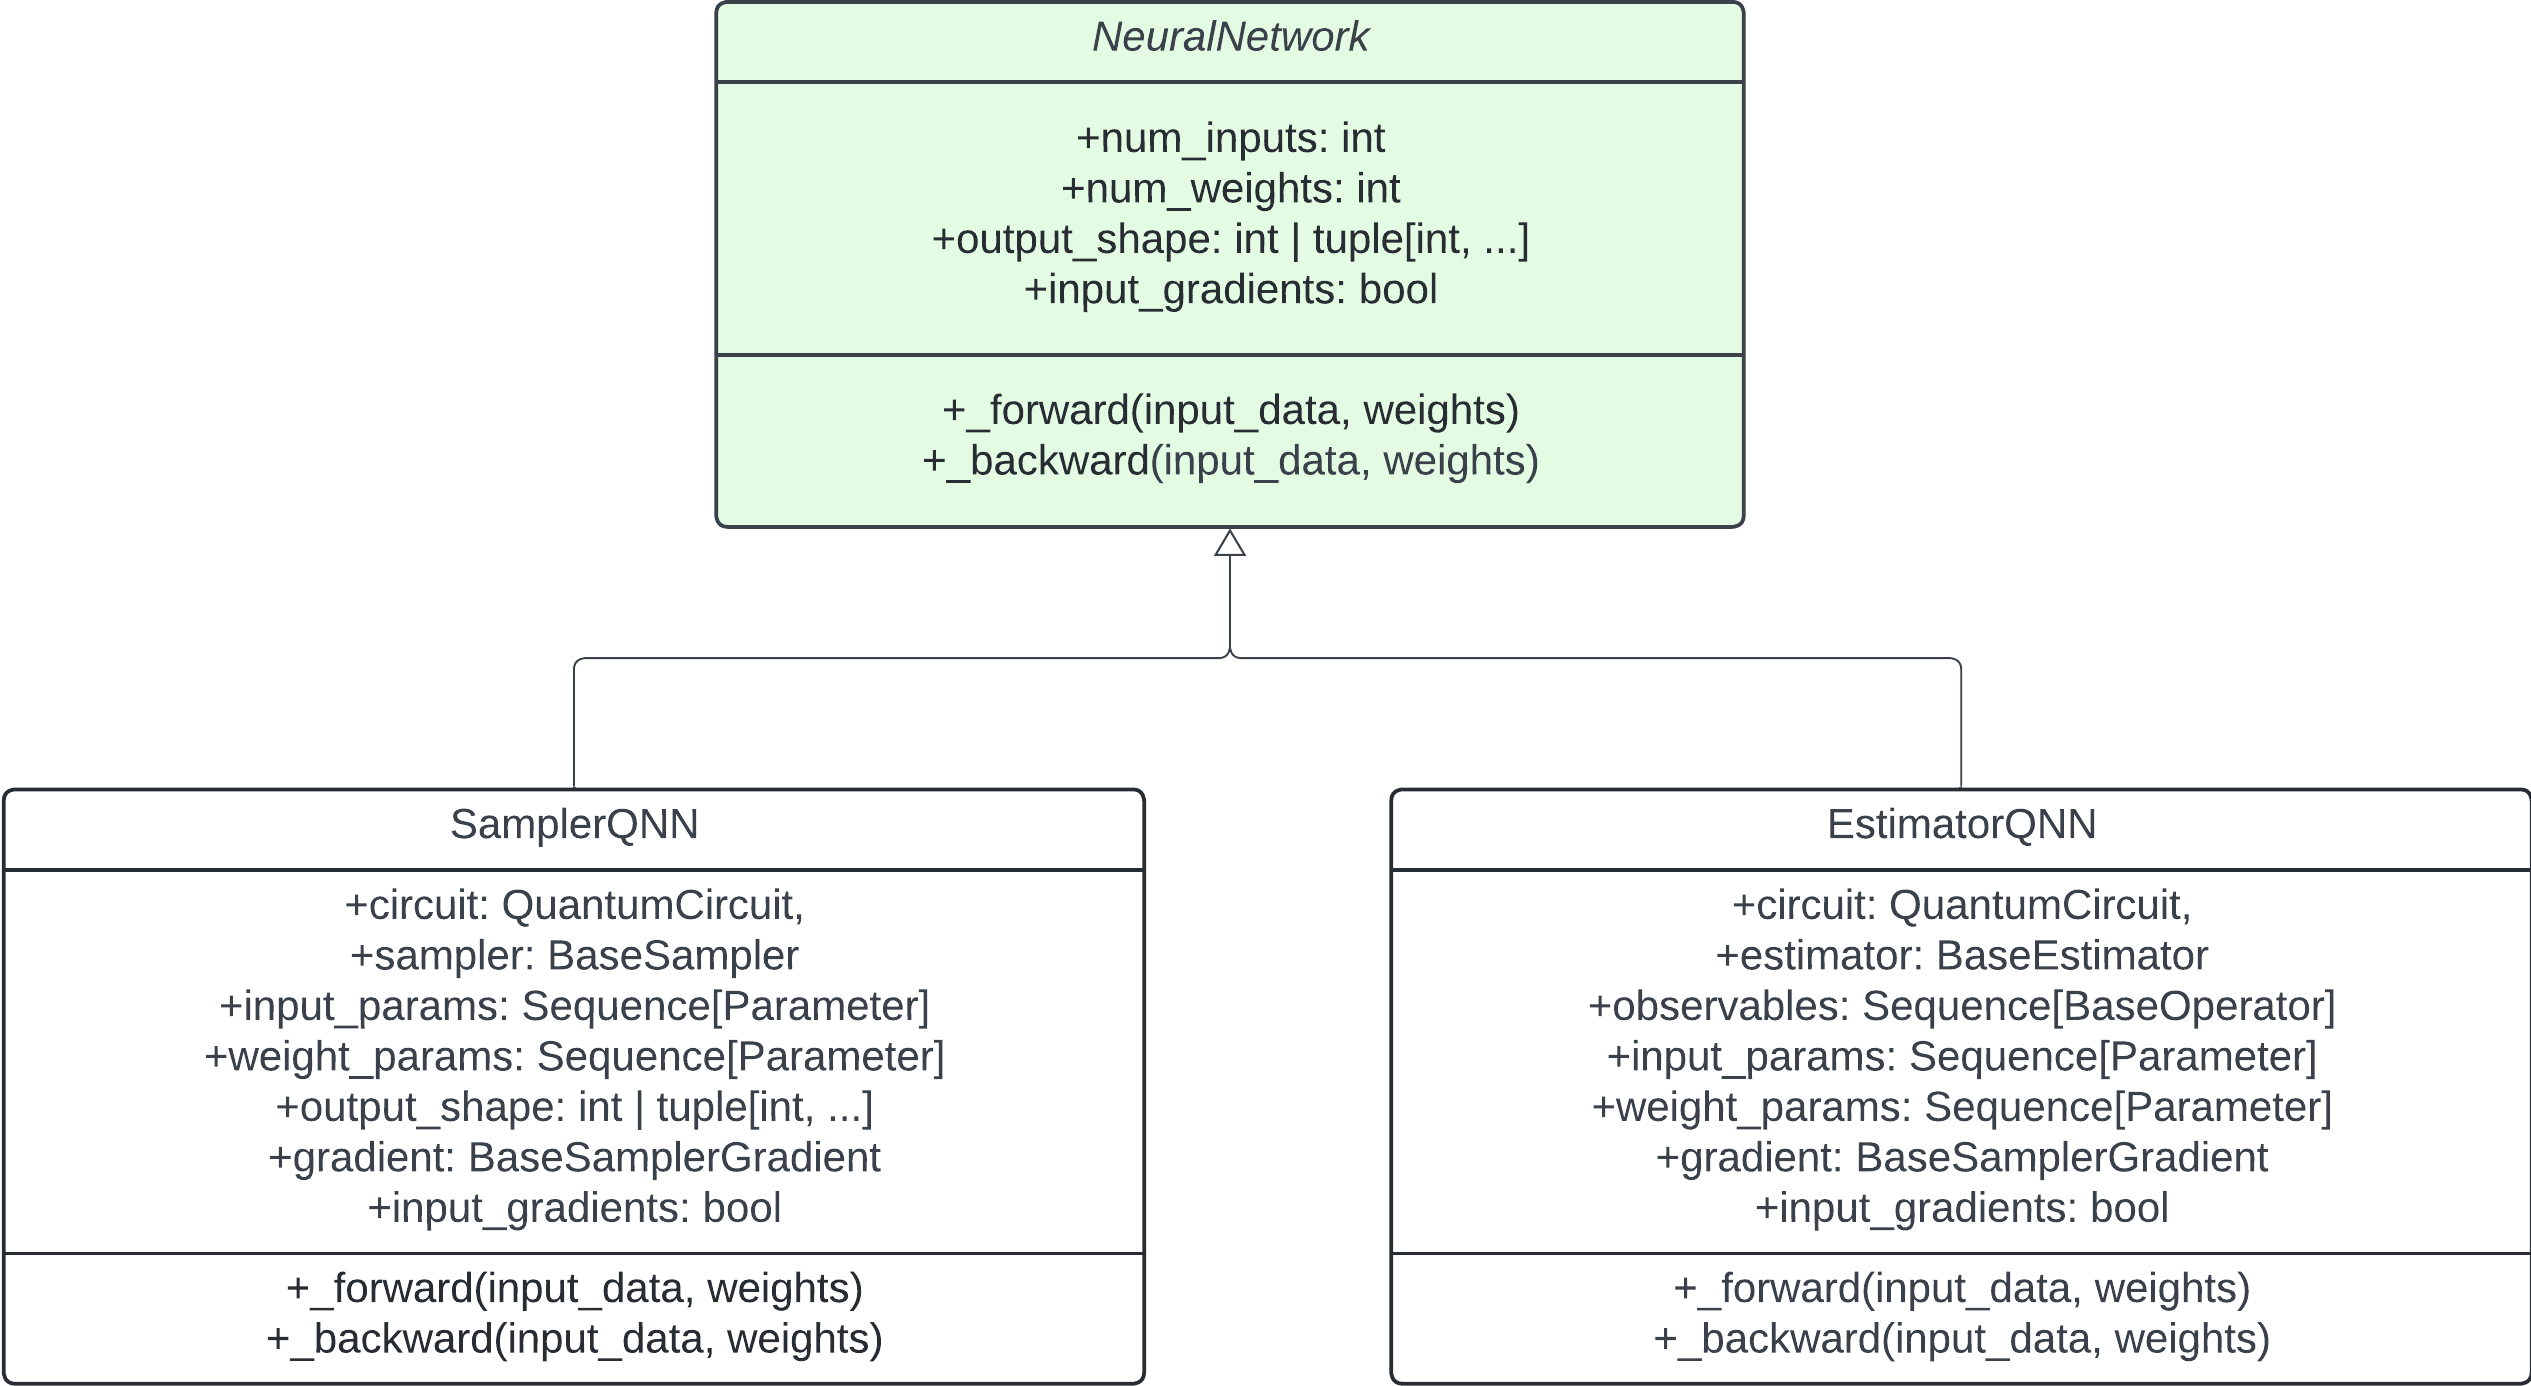 NeuralNetwork
+num_inputs: int
+num_weights: int
+output_shape: int | tuple[int, ...]
+input_gradients: bool
+_forward(input_data, weights)
+_backward(input_data, weights)
SamplerQNN
+circuit: QuantumCircuit,
+sampler: BaseSampler
+input_params: Sequence[Parameter]
+weight_params: Sequence[Parameter]
+output_shape: int | tuple[int, ...]
+gradient: BaseSamplerGradient
+input_gradients: bool
+_forward(input_data, weights)
+_backward(input_data, weights)
EstimatorQNN
+circuit: QuantumCircuit,
+estimator: BaseEstimator
+observables: Sequence[BaseOperator]
+input_params: Sequence[Parameter]
+weight_params: Sequence[Parameter]
+gradient: BaseSamplerGradient
+input_gradients: bool
+_forward(input_data, weights)
+_backward(input_data, weights)